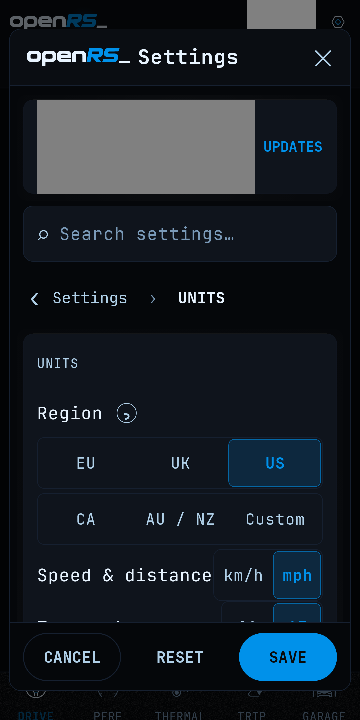 openRS_
openRS_ Settings
UPDATES
Search settings…
Settings › UNITS
UNITS
Region ?
EU UK US
CA AU / NZ Custom
Speed & distance km/h mph
CANCEL RESET SAVE
DRIVE PERF THERMAL TRIP GARAGE